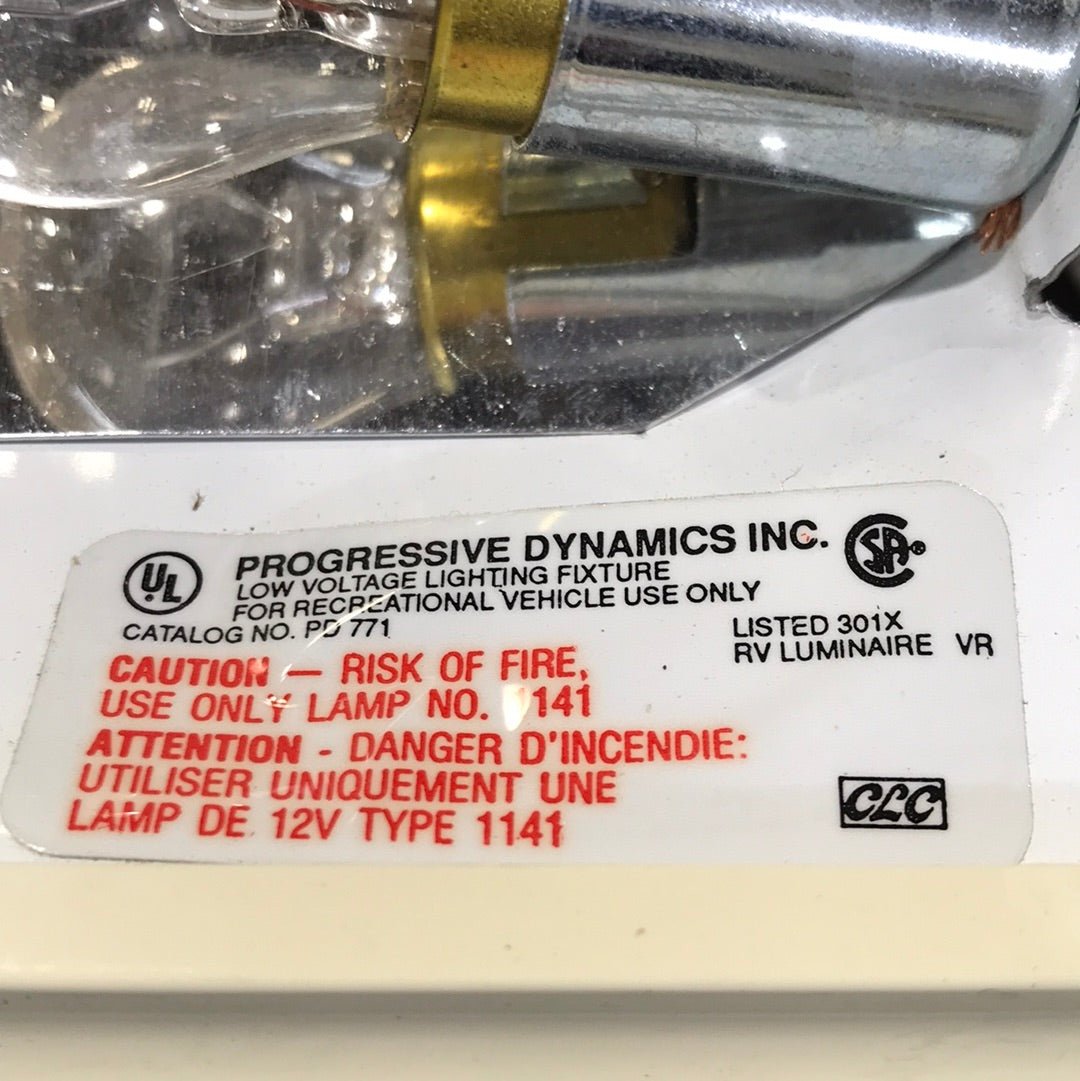 UL
PROGRESSIVE DYNAMICS INC.
SA
LOW VOLTAGE LIGHTING FIXTURE
FOR RECREATIONAL VEHICLE USE ONLY
CATALOG NO. PD 771
LISTED 301X
RV LUMINAIRE VR
CAUTION — RISK OF FIRE,
USE ONLY LAMP NO. 1141
ATTENTION - DANGER D'INCENDIE:
UTILISER UNIQUEMENT UNE
LAMP DE 12V TYPE 1141
CLC